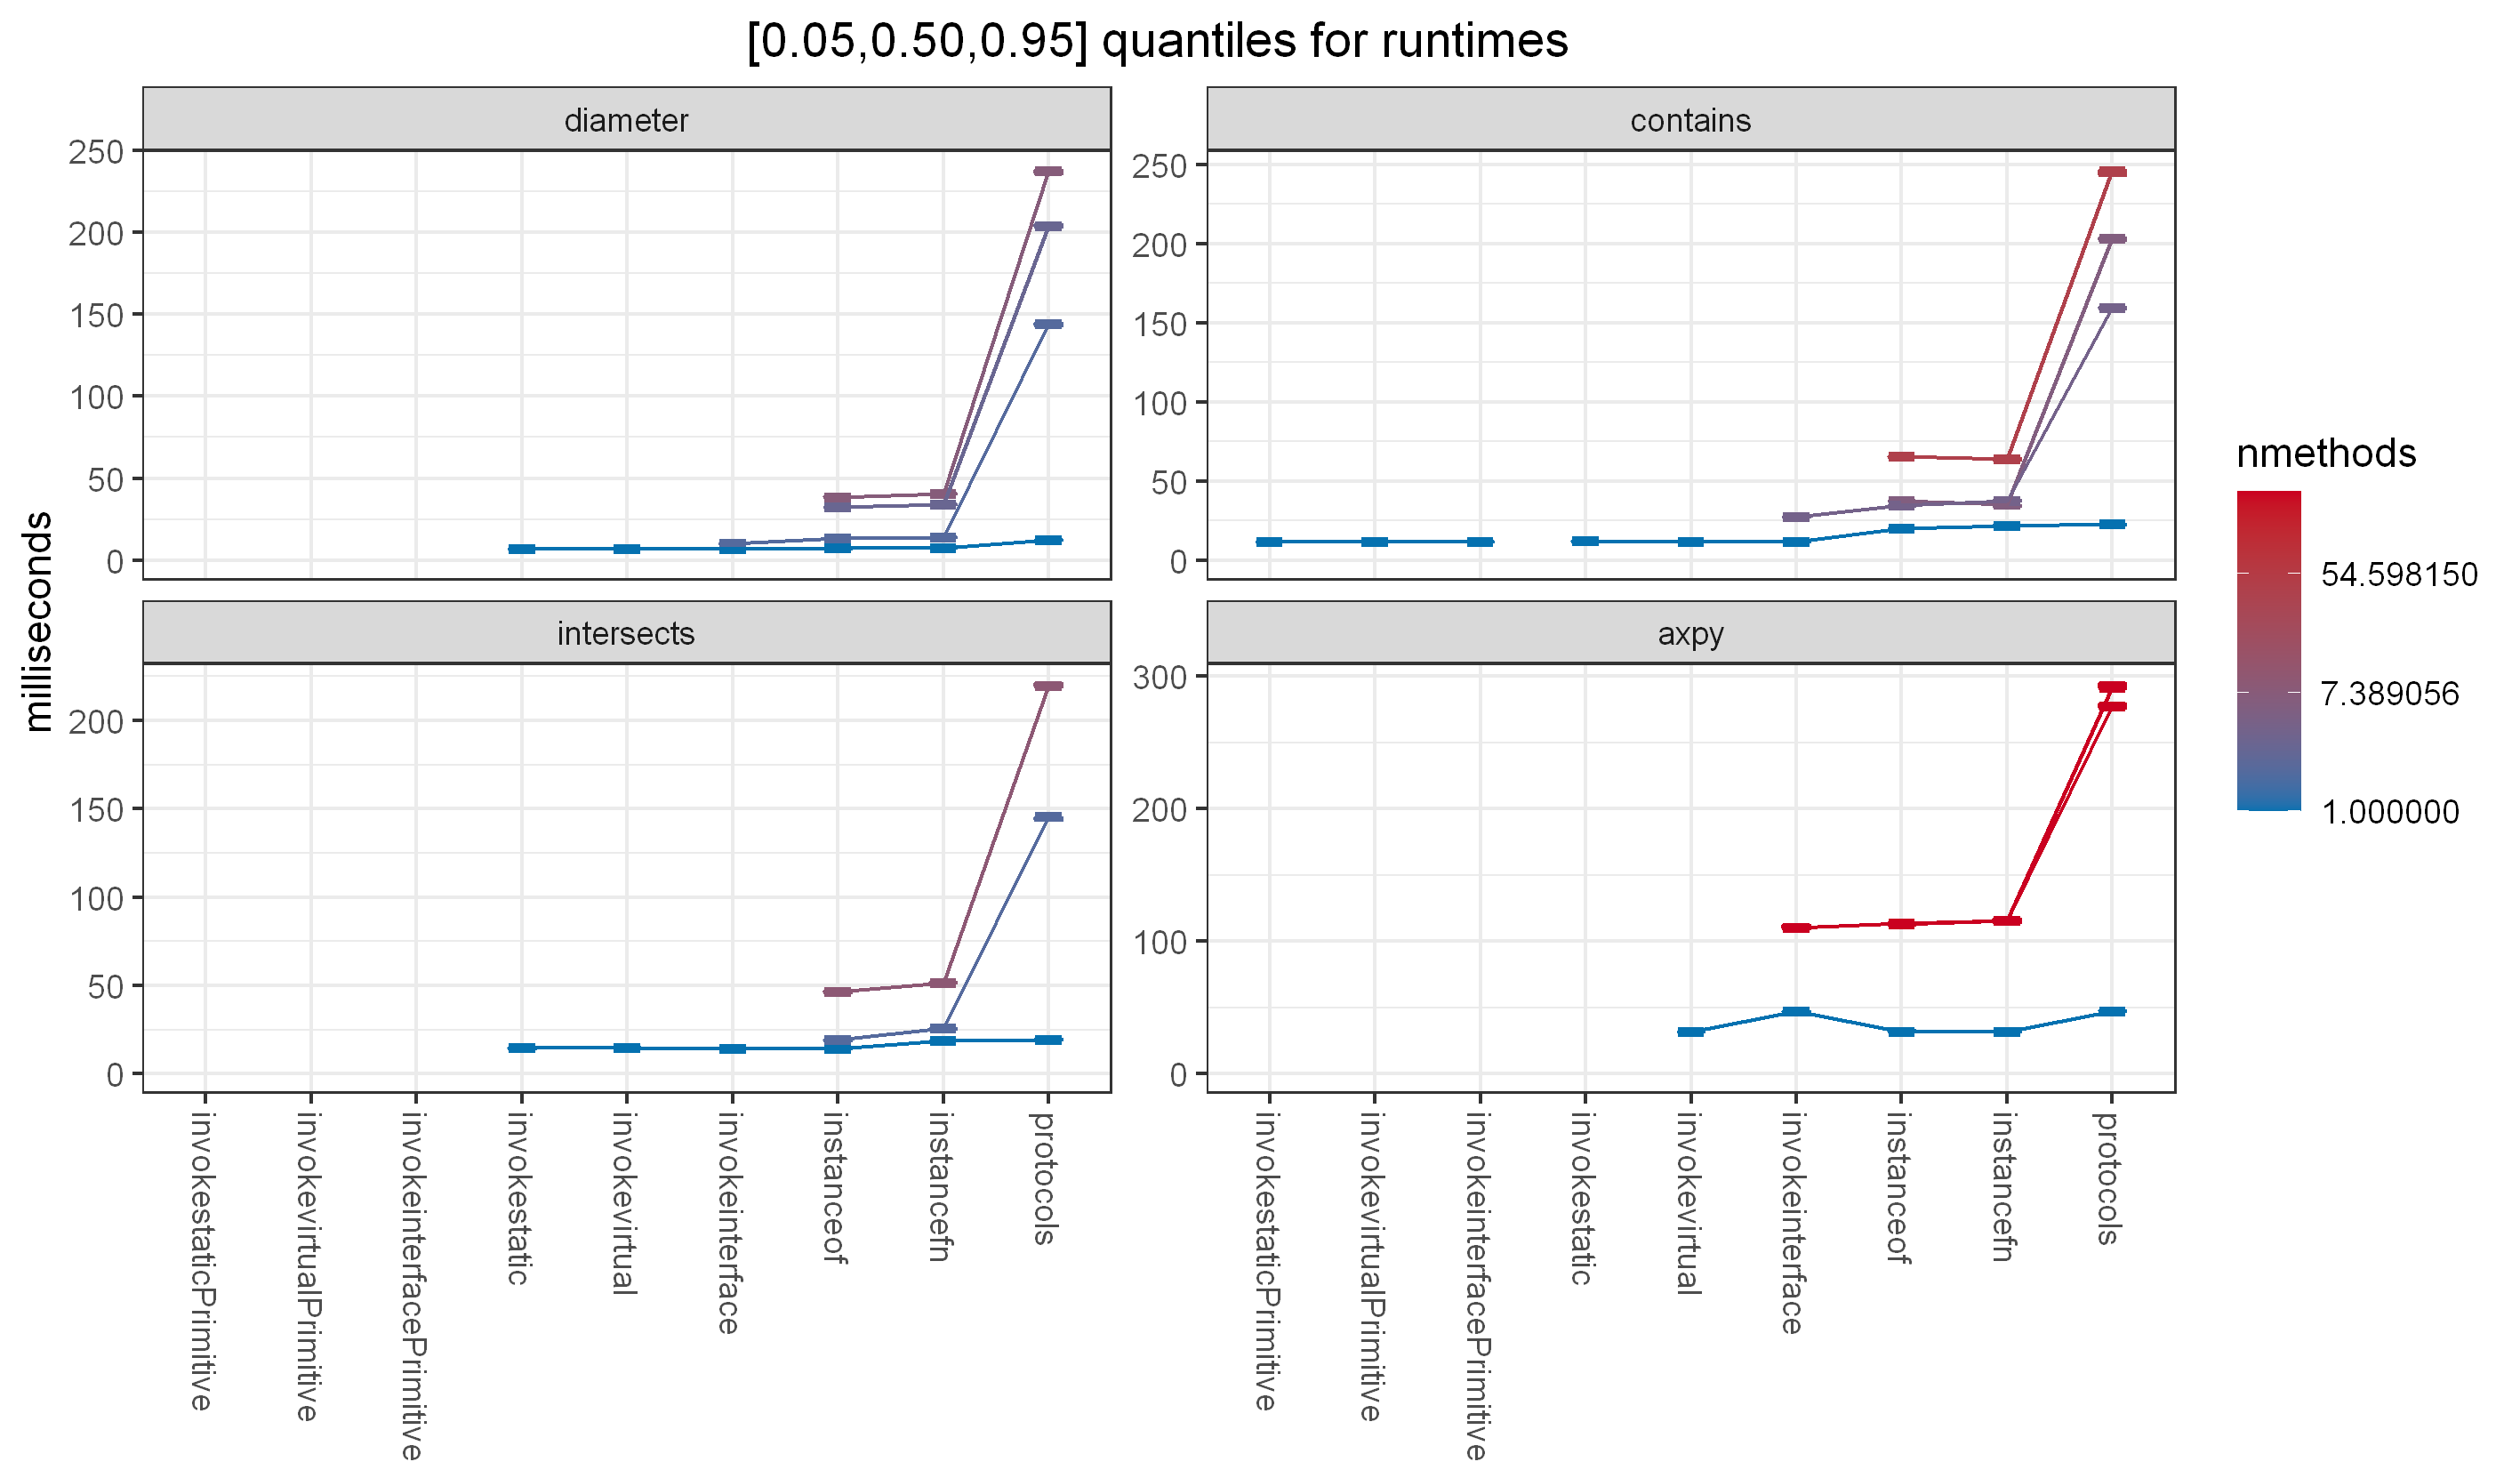 [0.05,0.50,0.95] quantiles for runtimes
diameter
contains
250
200
150
100
50
0
250
200
150
100
50
0
intersects
axpy
200
150
100
50
0
300
200
100
0
milliseconds
invokestaticPrimitive
invokevirtualPrimitive
invokeinterfacePrimitive
invokestatic
invokevirtual
invokeinterface
instanceof
instancefn
protocols
invokestaticPrimitive
invokevirtualPrimitive
invokeinterfacePrimitive
invokestatic
invokevirtual
invokeinterface
instanceof
instancefn
protocols
nmethods
54.598150
7.389056
1.000000